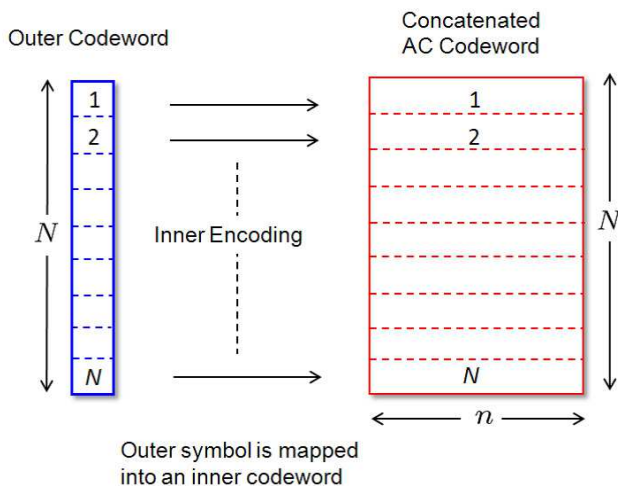 Outer Codeword
Concatenated
AC Codeword
1
2
N
N
Inner Encoding
1
2
N
N
n
Outer symbol is mapped
into an inner codeword